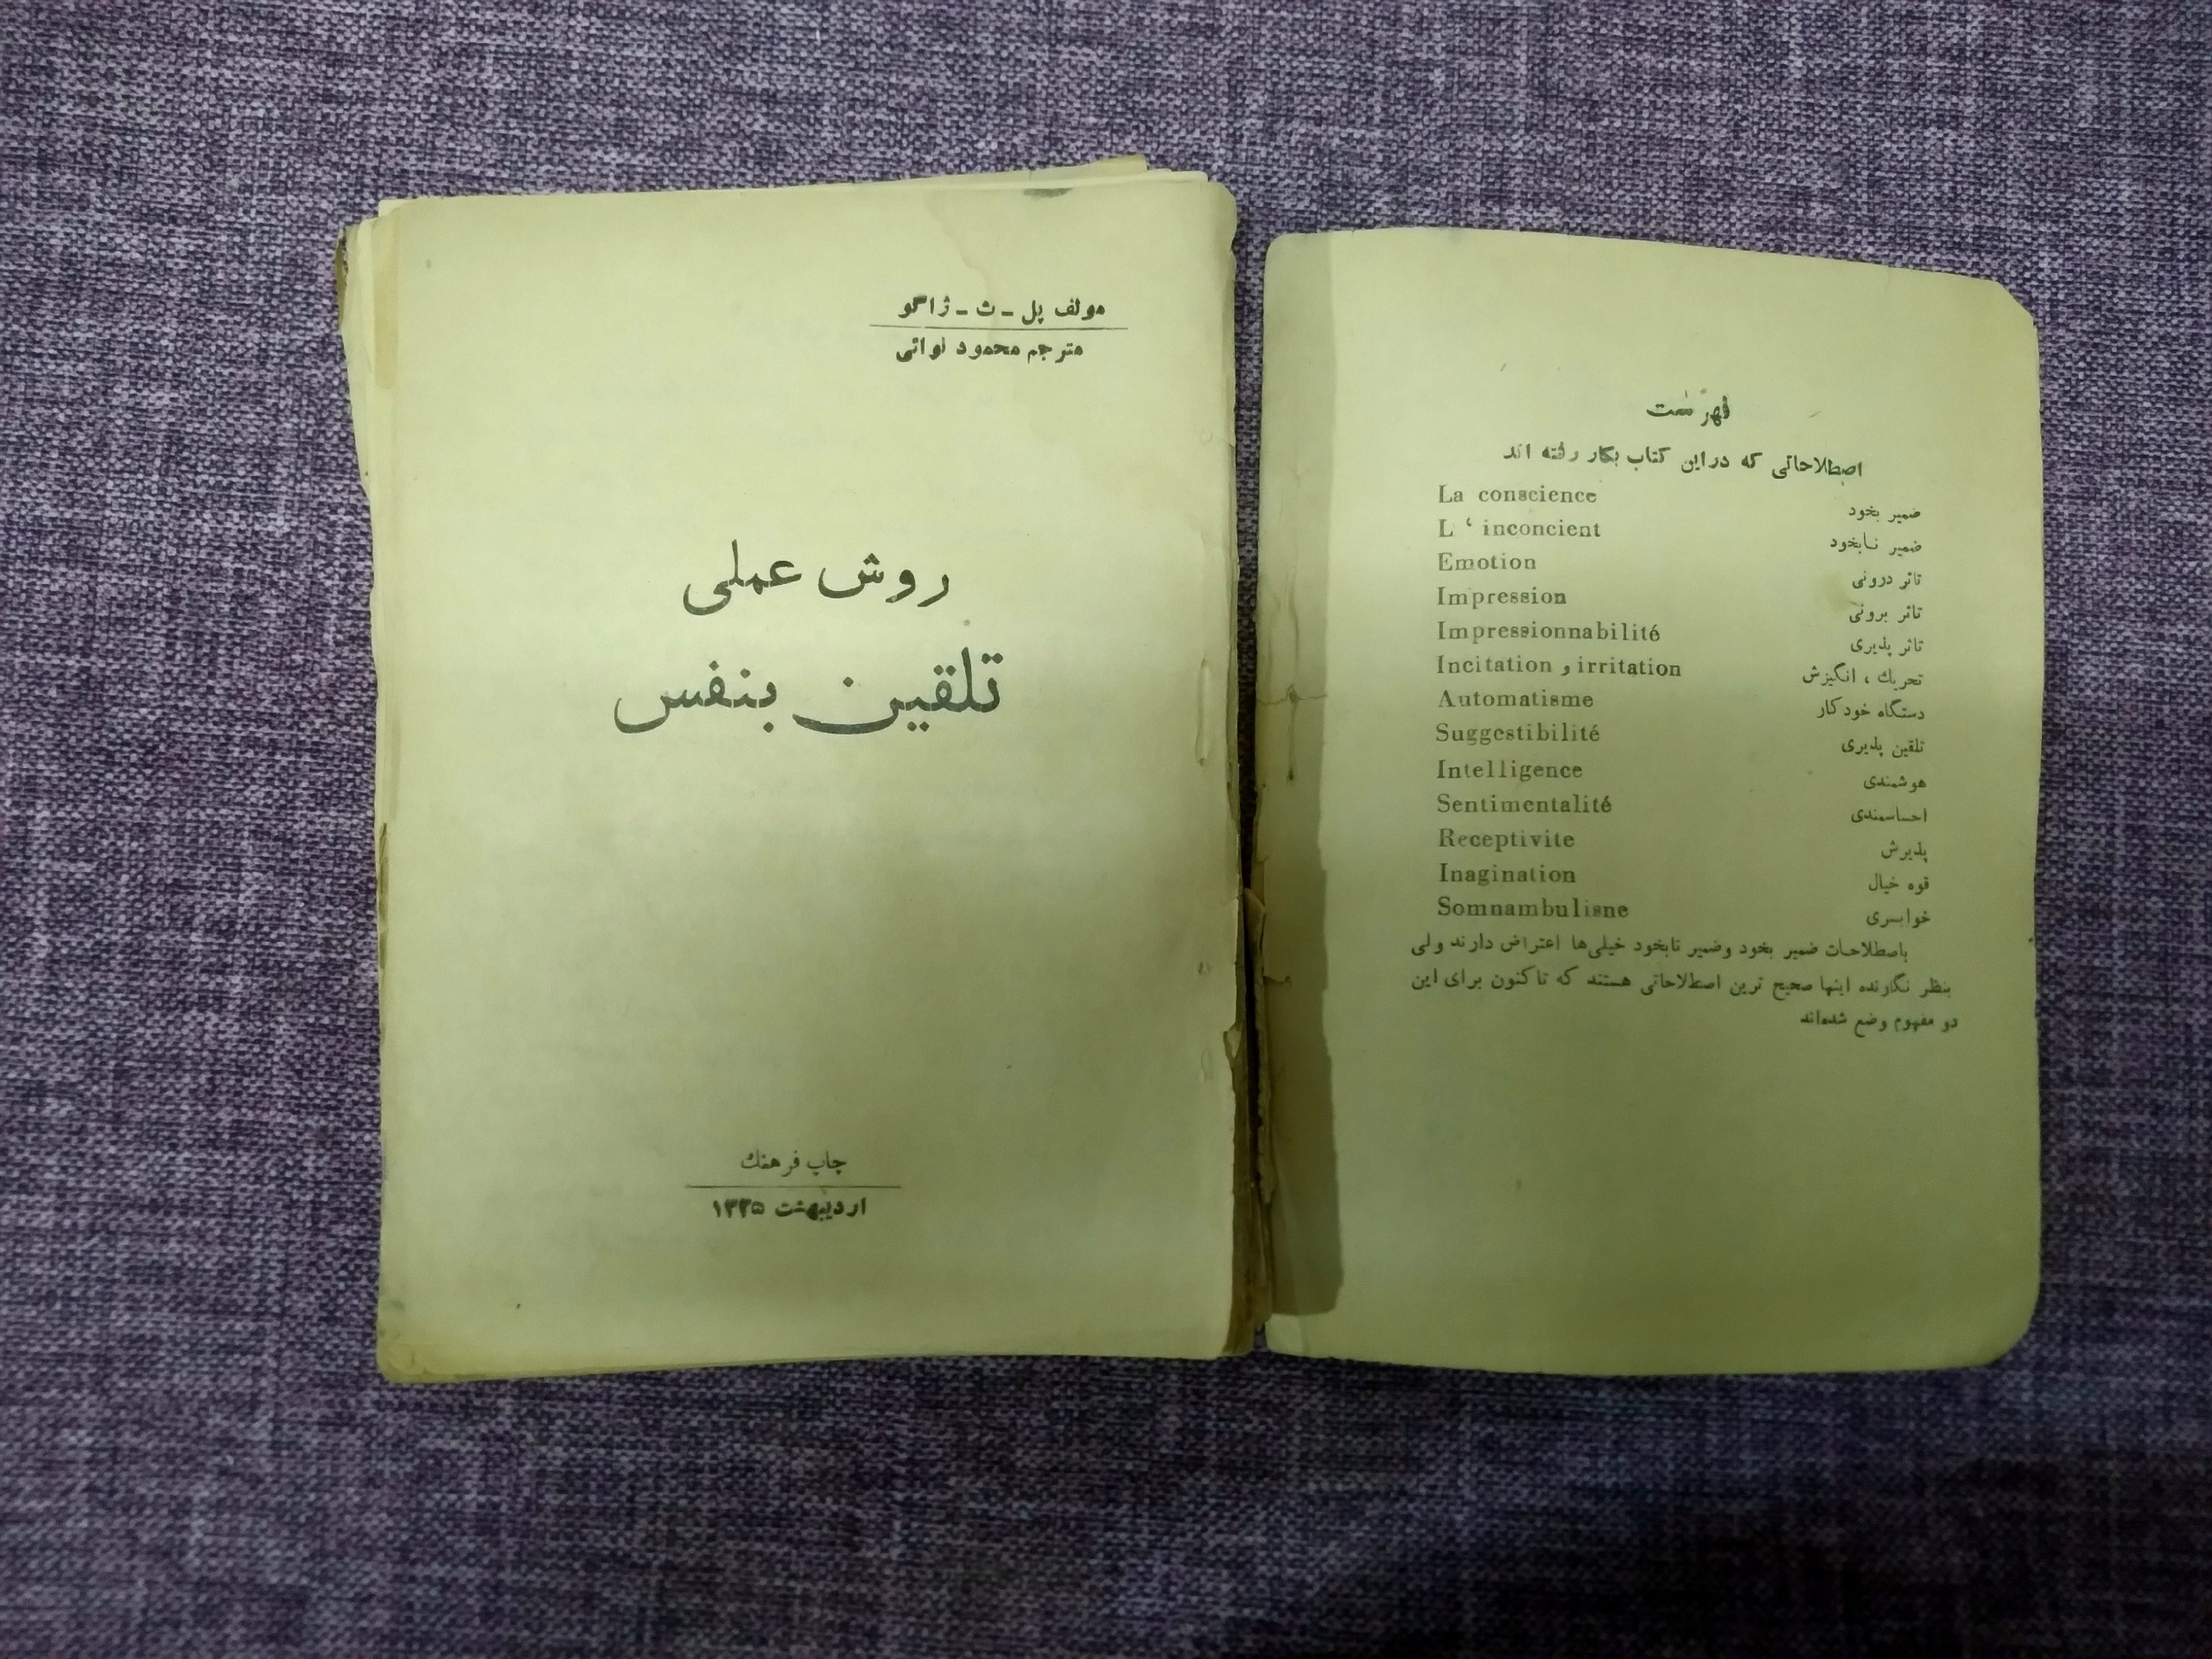 فهرست
اصطلاحاتی که در این کتاب بکار رفته اند
ضمیر بخود La conscience
ضمیر نابخود L ‘ inconcient
تاثر درونی Emotion
تاثر برونی Impression
تاثر پذیری Impressionnabilité
تحریك ، انگیزش Incitation و irritation
دستگاه خودکار Automatisme
تلقین پذیری Suggestibilité
هوشمندی Intelligence
احساسمندی Sentimentalité
پذیرش Receptivite
قوه خیال Inagination
خوابسری Somnambulisne
باصطلاحات ضمیر بخود وضمیر نابخود خیلی‌ها اعتراض دارند ولی
بنظر نگارنده اینها صحیح ترین اصطلاحاتی هستند که تاکنون برای این
دو مفهوم وضع شده‌اند
مولف پل - ث - ژاگو
مترجم محمود نوائی
روش عملی
تلقین بنفس
چاپ فرهنك
اردیبهشت ۱۳۳۵